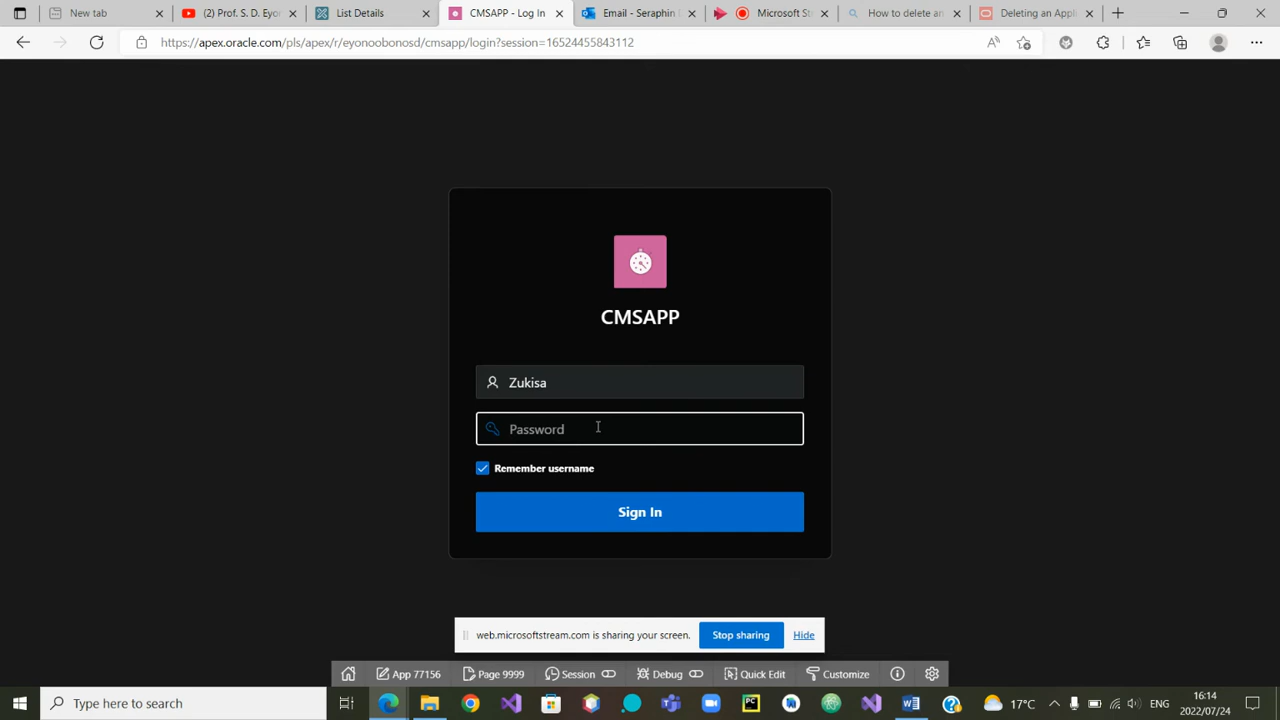 New tab
(2) Prof. S. D. Eyon
List Details
CMSAPP - Log In
Email - Seraphin
Microsoft St
How to delete an
Deleting an Appl
https://apex.oracle.com/pls/apex/r/eyonoobonosd/cmsapp/login?session=16524455843112
CMSAPP
Zukisa
Password
Remember username
Sign In
web.microsoftstream.com is sharing your screen.
Stop sharing
Hide
App 77156
Page 9999
Session
Debug
Quick Edit
Customize
Type here to search
17°C
ENG
16:14
2022/07/24